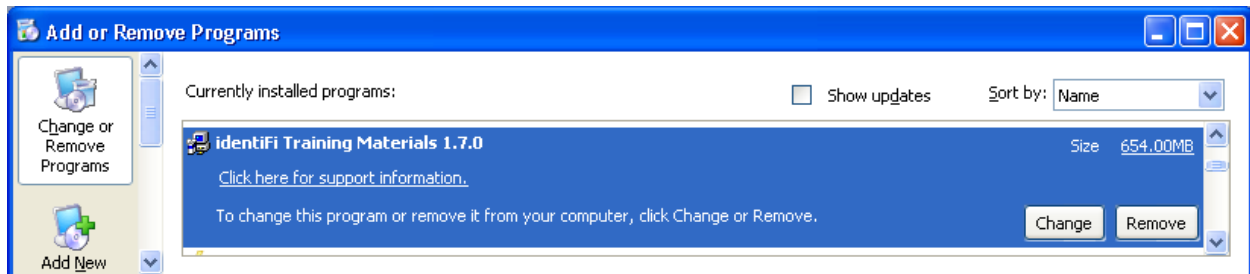 Add or Remove Programs
Change or
Remove
Programs
Add New
Currently installed programs:
Show updates
Sort by: Name
identiFi Training Materials 1.7.0
Size 654.00MB
Click here for support information.
To change this program or remove it from your computer, click Change or Remove.
Change
Remove